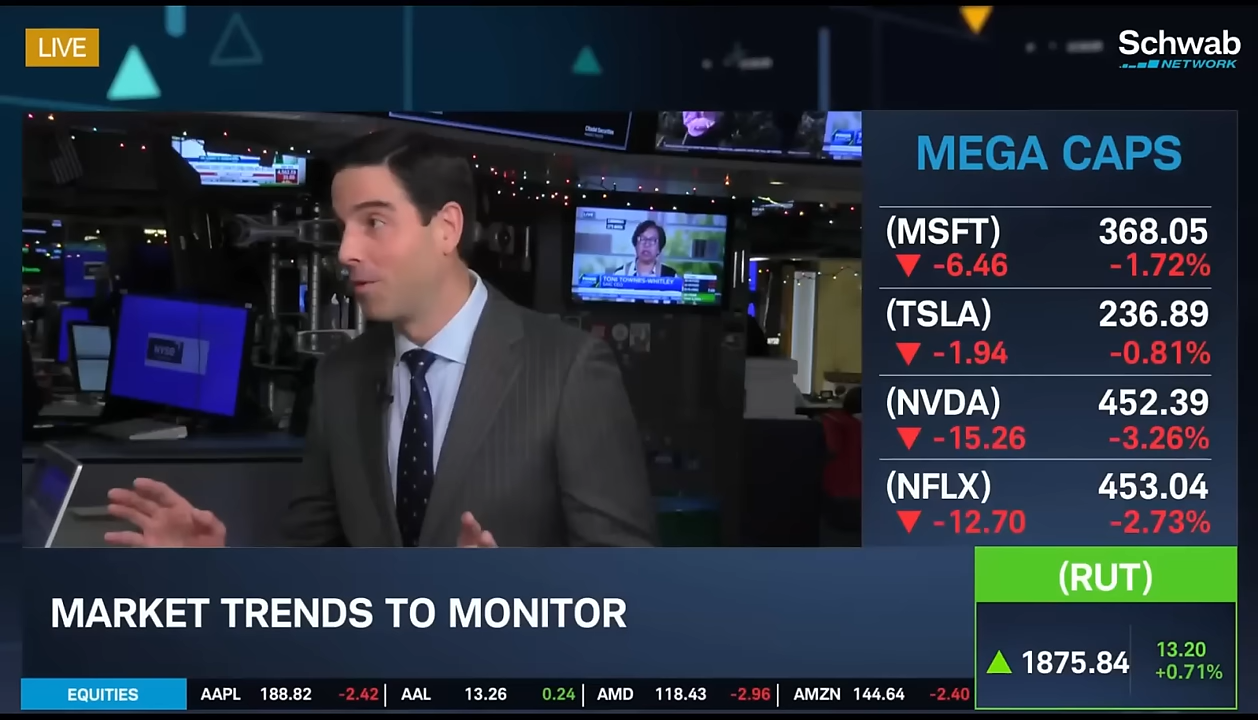 LIVE
Schwab
NETWORK
MEGA CAPS
(MSFT) 368.05
▼ -6.46 -1.72%
(TSLA) 236.89
▼ -1.94 -0.81%
(NVDA) 452.39
▼ -15.26 -3.26%
(NFLX) 453.04
▼ -12.70 -2.73%
NYSE
LIVE
TONI TOWNES-WHITLEY
MARKET TRENDS TO MONITOR
(RUT)
▲ 1875.84 13.20
+0.71%
EQUITIES AAPL 188.82 -2.42 AAL 13.26 0.24 AMD 118.43 -2.96 AMZN 144.64 -2.40